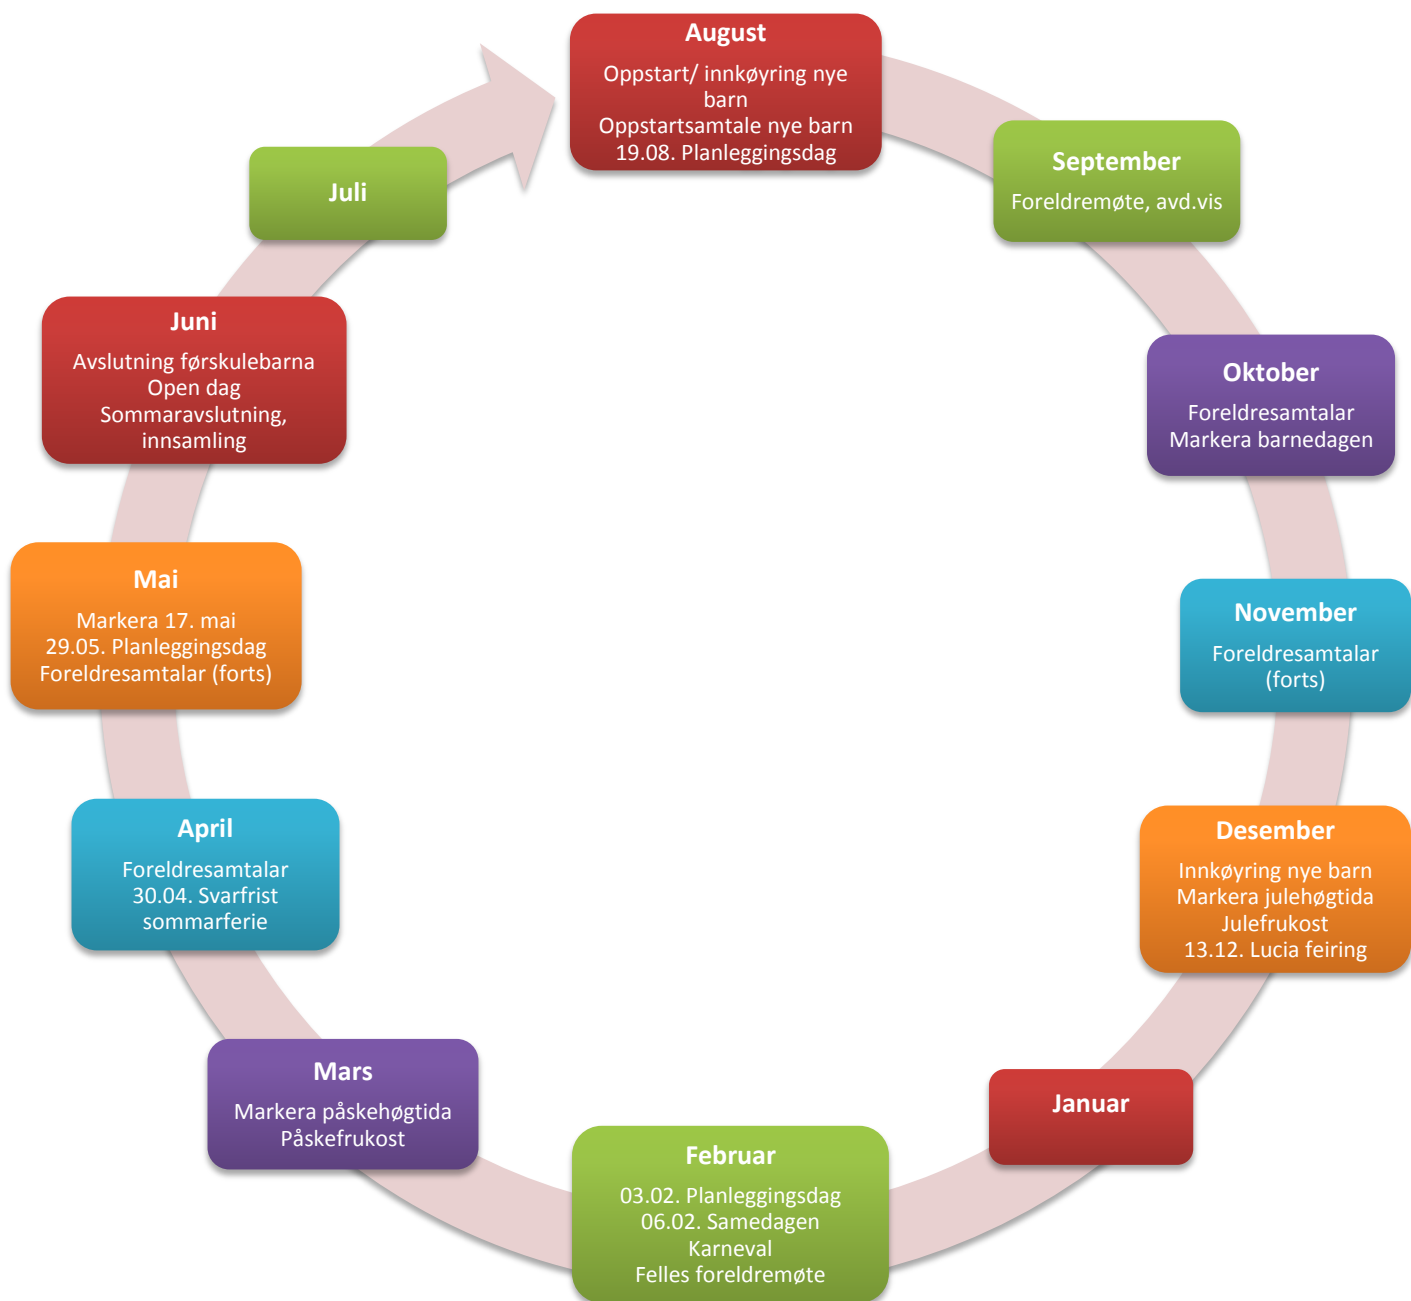 August
Oppstart/ innkøyring nye
barn
Oppstartsamtale nye barn
19.08. Planleggingsdag
September
Foreldremøte, avd.vis
Oktober
Foreldresamtalar
Markera barnedagen
November
Foreldresamtalar
(forts)
Desember
Innkøyring nye barn
Markera julehøgtida
Julefrukost
13.12. Lucia feiring
Januar
Februar
03.02. Planleggingsdag
06.02. Samedagen
Karneval
Felles foreldremøte
Mars
Markera påskehøgtida
Påskefrukost
April
Foreldresamtalar
30.04. Svarfrist
sommarferie
Mai
Markera 17. mai
29.05. Planleggingsdag
Foreldresamtalar (forts)
Juni
Avslutning førskulebarna
Open dag
Sommaravslutning,
innsamling
Juli